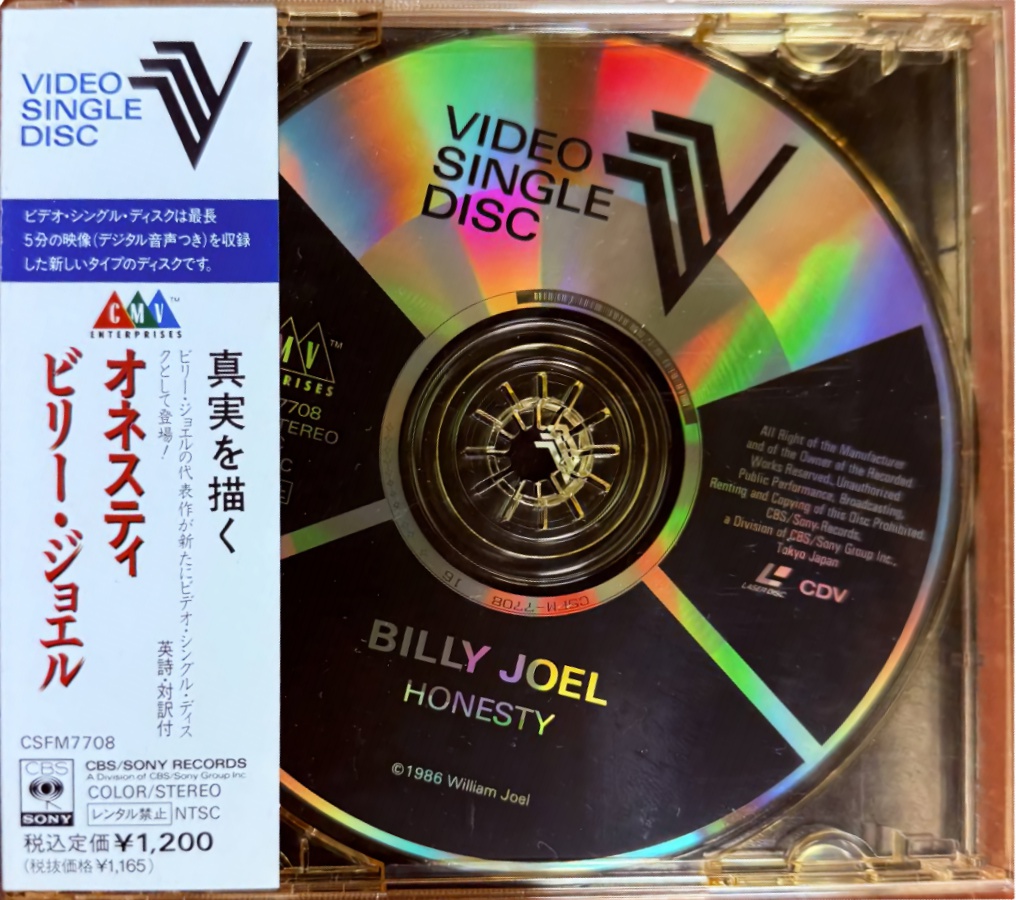 VIDEO
SINGLE
DISC
ビデオ・シングル・ディスクは最長
5分の映像(デジタル音声つき)を収録
した新しいタイプのディスクです。
CMV™
ENTERPRISES
真実を描く
ビリー・ジョエルの代表作が新たにビデオ・シングル・ディス
クとして登場!
英詩・対訳付
オネスティ
ビリー・ジョエル
CSFM7708
CBS
SONY
CBS/SONY RECORDS
A Division of CBS/Sony Group Inc
COLOR/STEREO
レンタル禁止 NTSC
税込定価¥1,200
(税抜価格¥1,165)
VIDEO
SINGLE
DISC
MV™
RISES
7708
STEREO
C
All Right of the Manufacturer
and of the Owner of the Recorded
Works Reserved, Unauthorized
Public Performance, Broadcasting,
Renting and Copying of this Disc Prohibited.
CBS/Sony Records,
a Division of CBS/Sony Group Inc.,
Tokyo Japan
LASER DISC CDV
CSFM-7708
BILLY JOEL
HONESTY
©1986 William Joel